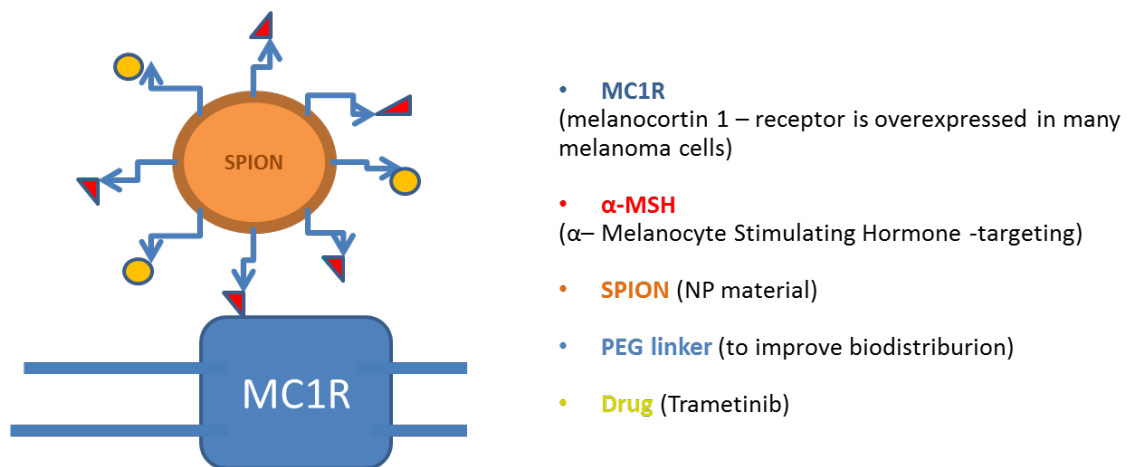 SPION
MC1R
• MC1R
(melanocortin 1 – receptor is overexpressed in many
melanoma cells)
• α-MSH
(α– Melanocyte Stimulating Hormone -targeting)
• SPION (NP material)
• PEG linker (to improve biodistriburion)
• Drug (Trametinib)